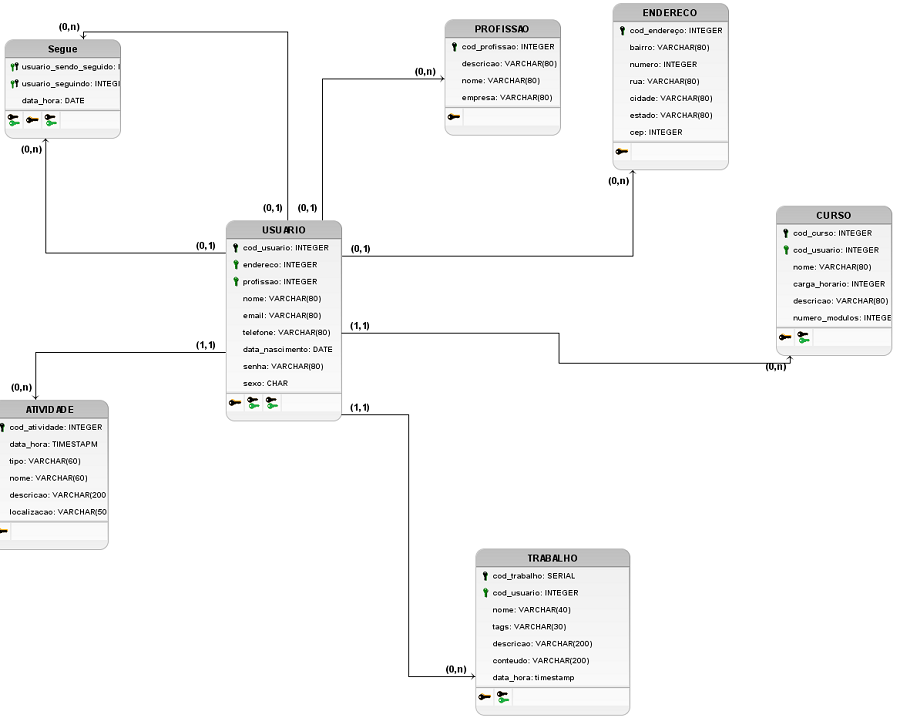 (0,n)
Segue
usuario_sendo_seguido: I
usuario_seguindo: INTEGI
data_hora: DATE
(0,n)
PROFISSAO
cod_profissao: INTEGER
descricao: VARCHAR(80)
nome: VARCHAR(80)
empresa: VARCHAR(80)
(0,n)
ENDERECO
cod_endereço: INTEGER
bairro: VARCHAR(80)
numero: INTEGER
rua: VARCHAR(80)
cidade: VARCHAR(80)
estado: VARCHAR(80)
cep: INTEGER
(0,n)
(0,1)
(0,1)
(0,1)
(0,1)
USUARIO
cod_usuario: INTEGER
endereco: INTEGER
profissao: INTEGER
nome: VARCHAR(80)
email: VARCHAR(80)
telefone: VARCHAR(80)
data_nascimento: DATE
senha: VARCHAR(80)
sexo: CHAR
(1,1)
(1,1)
(1,1)
CURSO
cod_curso: INTEGER
cod_usuario: INTEGER
nome: VARCHAR(80)
carga_horario: INTEGER
descricao: VARCHAR(80)
numero_modulos: INTEGE
(0,n)
(0,n)
ATIVIDADE
cod_atividade: INTEGER
data_hora: TIMESTAPM
tipo: VARCHAR(60)
nome: VARCHAR(60)
descricao: VARCHAR(200
localizacao: VARCHAR(50
TRABALHO
cod_trabalho: SERIAL
cod_usuario: INTEGER
nome: VARCHAR(40)
tags: VARCHAR(30)
descricao: VARCHAR(200)
conteudo: VARCHAR(200)
data_hora: timestamp
(0,n)